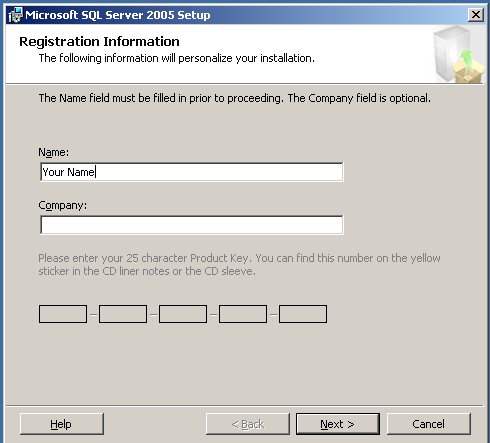 Microsoft SQL Server 2005 Setup
Registration Information
The following information will personalize your installation.
The Name field must be filled in prior to proceeding. The Company field is optional.
Name:
Your Name
Company:
Please enter your 25 character Product Key. You can find this number on the yellow
sticker in the CD liner notes or the CD sleeve.
– – – –
Help < Back Next > Cancel